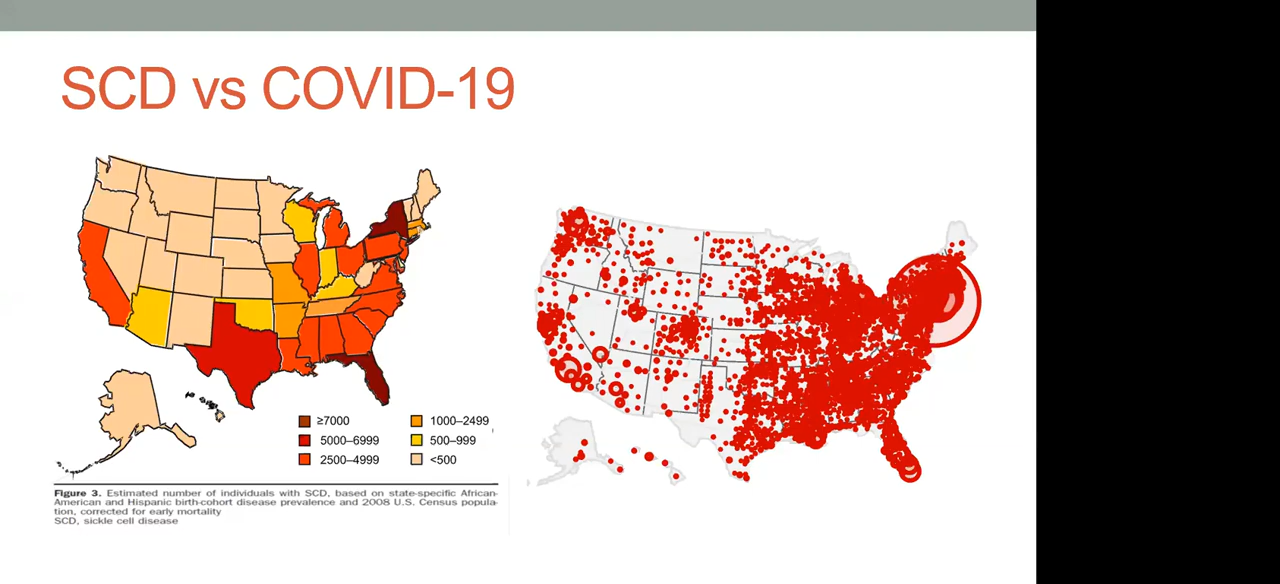 SCD vs COVID-19
≥7000
1000–2499
5000–6999
500–999
2500–4999
<500
Figure 3. Estimated number of individuals with SCD, based on state-specific African-
American and Hispanic birth-cohort disease prevalence and 2008 U.S. Census popula-
tion, corrected for early mortality
SCD, sickle cell disease